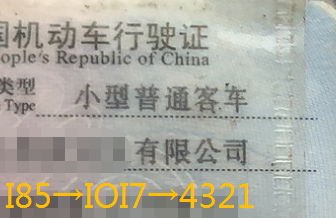 国机动车行驶证
eople's Republic of China
类型
Type
小型普通客车
有限公司
I85→IOI7→4321